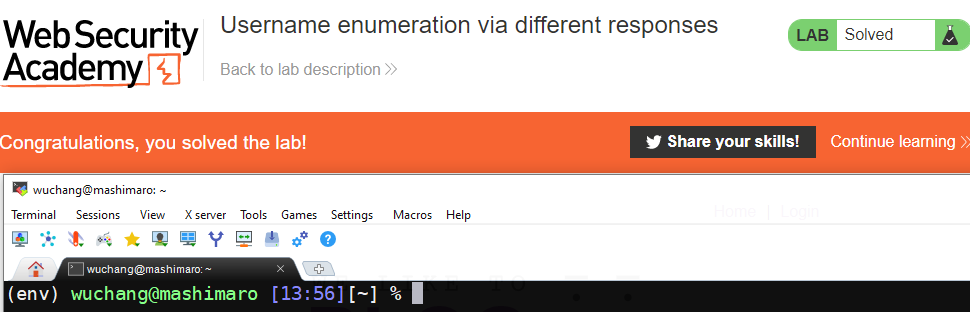 Web Security
Academy
Username enumeration via different responses
Back to lab description
LAB Solved
Congratulations, you solved the lab!
Share your skills!
Continue learning
wuchang@mashimaro: ~
Terminal Sessions View X server Tools Games Settings Macros Help
Home | Login
wuchang@mashimaro: ~
LIKE TO
(env) wuchang@mashimaro [13:56][~] %